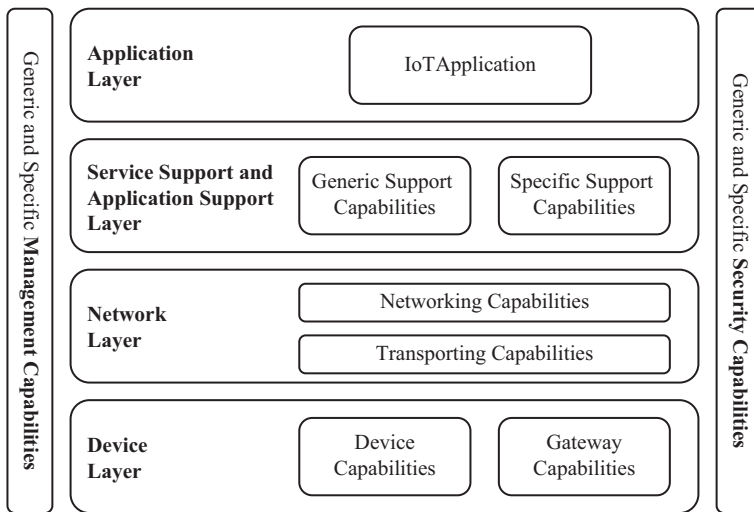 Generic and Specific Management Capabilities
Application
Layer
IoTApplication
Service Support and
Application Support
Layer
Generic Support
Capabilities
Specific Support
Capabilities
Network
Layer
Networking Capabilities
Transporting Capabilities
Device
Layer
Device
Capabilities
Gateway
Capabilities
Generic and Specific Security Capabilities